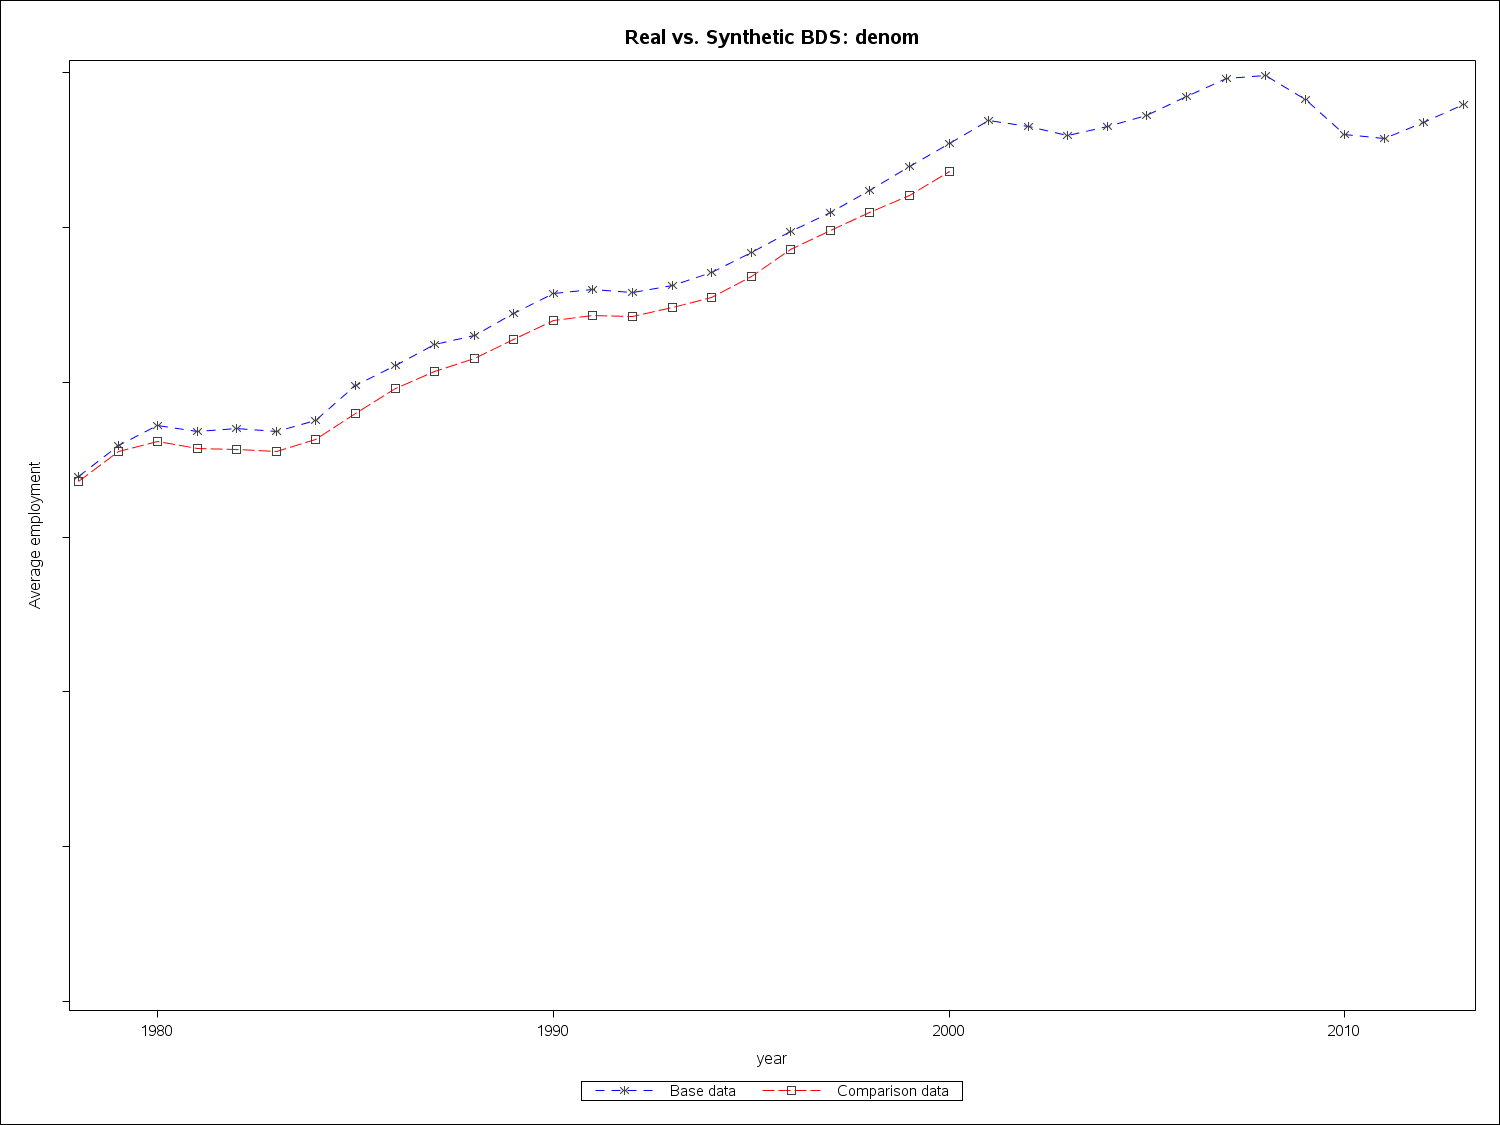 Real vs. Synthetic BDS: denom
Average employment
1980 1990 2000 2010
year
Base data Comparison data